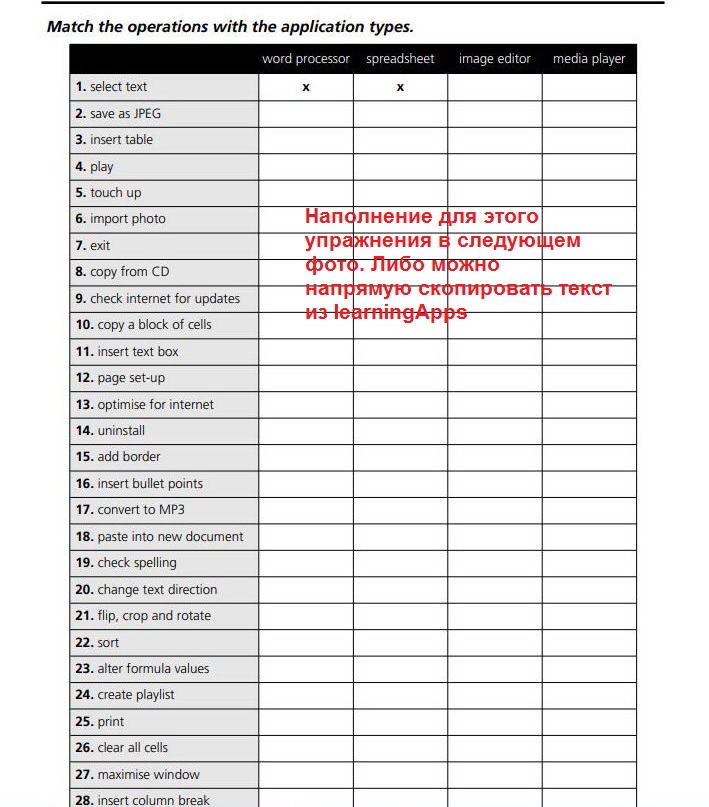 Match the operations with the application types.
word processor spreadsheet image editor media player
1. select text x x
2. save as JPEG
3. insert table
4. play
5. touch up
6. import photo
7. exit
8. copy from CD
9. check internet for updates
10. copy a block of cells
11. insert text box
12. page set-up
13. optimise for internet
14. uninstall
15. add border
16. insert bullet points
17. convert to MP3
18. paste into new document
19. check spelling
20. change text direction
21. flip, crop and rotate
22. sort
23. alter formula values
24. create playlist
25. print
26. clear all cells
27. maximise window
28. insert column break
Наполнение для этого
упражнения в следующем
фото. Либо можно
напрямую скопировать текст
из learningApps